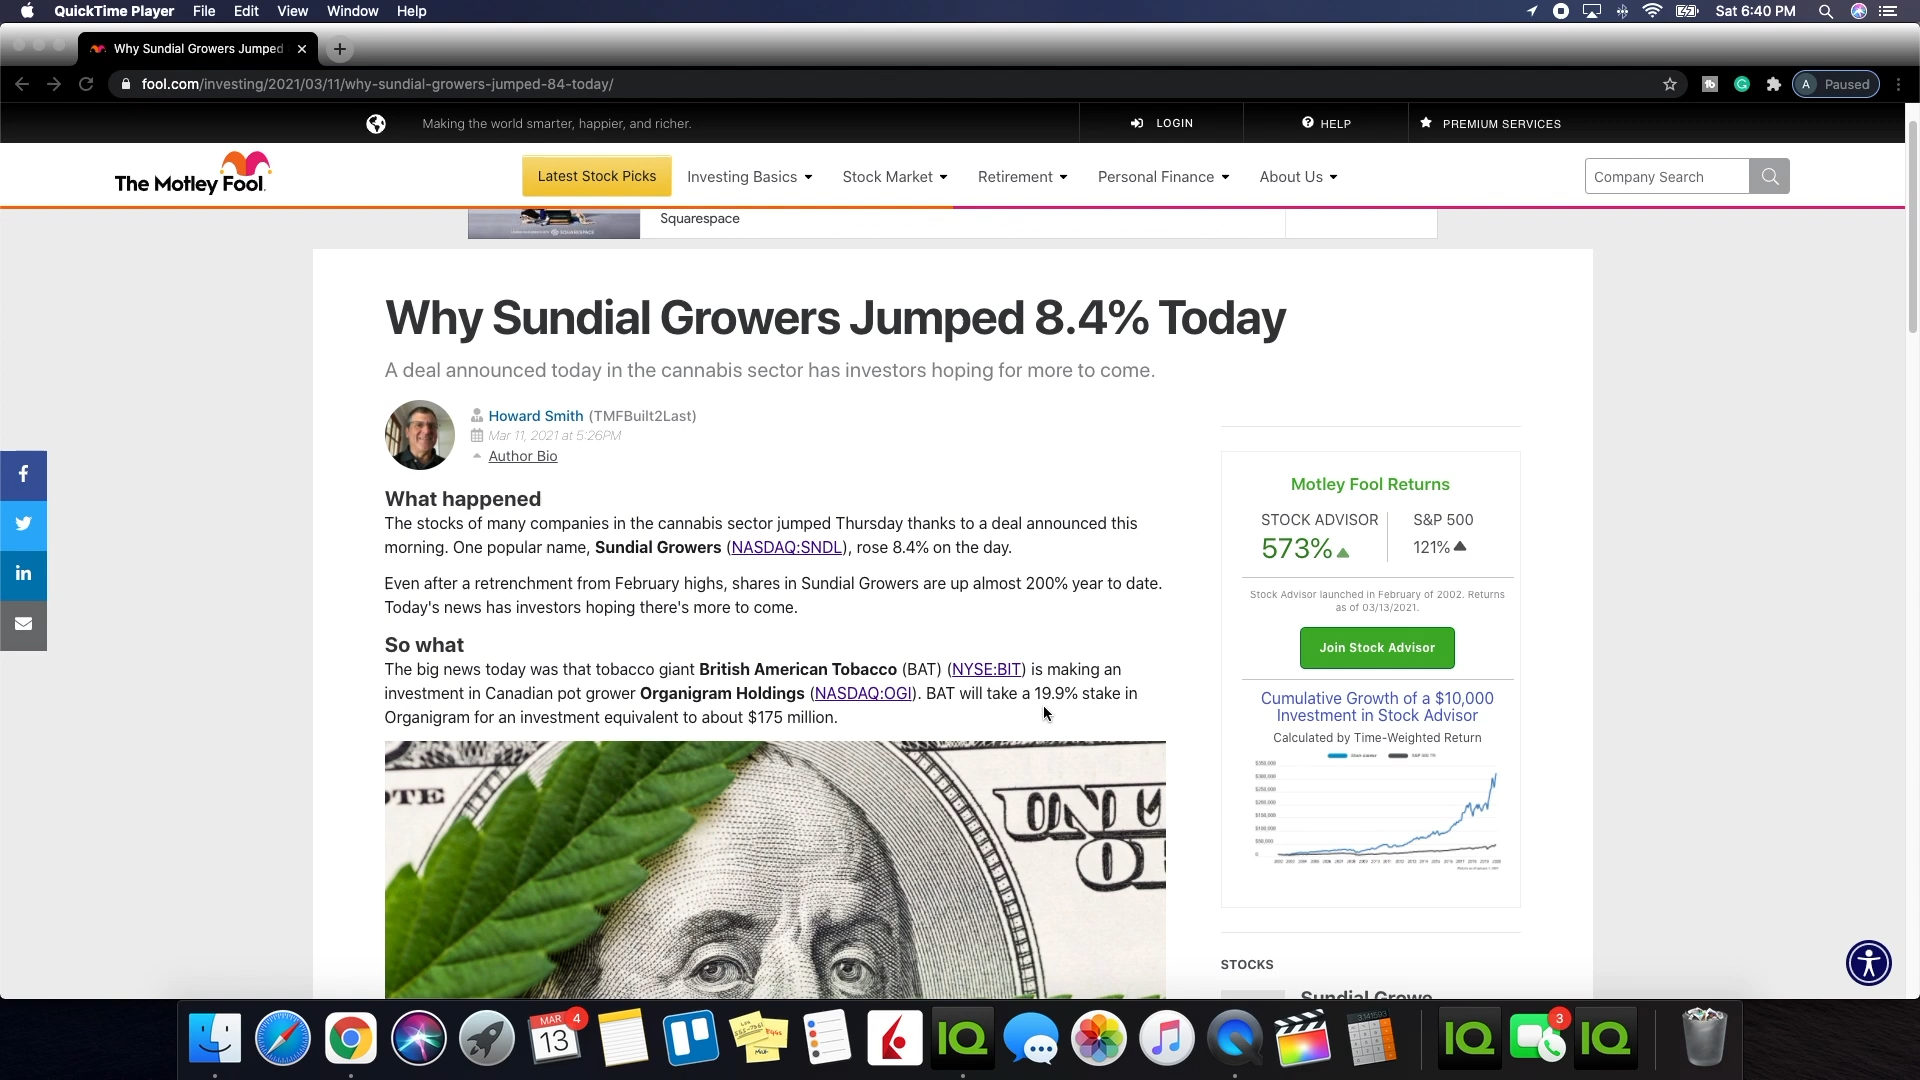 QuickTime Player File Edit View Window Help Sat 6:40 PM
Why Sundial Growers Jumped
fool.com/investing/2021/03/11/why-sundial-growers-jumped-84-today/
A Paused
Making the world smarter, happier, and richer. LOGIN HELP PREMIUM SERVICES
The Motley Fool. Latest Stock Picks Investing Basics Stock Market Retirement Personal Finance About Us Company Search
Squarespace
Why Sundial Growers Jumped 8.4% Today
A deal announced today in the cannabis sector has investors hoping for more to come.
Howard Smith (TMFBuilt2Last)
Mar 11, 2021 at 5:26PM
Author Bio
What happened
The stocks of many companies in the cannabis sector jumped Thursday thanks to a deal announced this
morning. One popular name, Sundial Growers (NASDAQ:SNDL), rose 8.4% on the day.
Even after a retrenchment from February highs, shares in Sundial Growers are up almost 200% year to date.
Today's news has investors hoping there's more to come.
So what
The big news today was that tobacco giant British American Tobacco (BAT) (NYSE:BIT) is making an
investment in Canadian pot grower Organigram Holdings (NASDAQ:OGI). BAT will take a 19.9% stake in
Organigram for an investment equivalent to about $175 million.
Motley Fool Returns
STOCK ADVISOR S&P 500
573% 121%
Stock Advisor launched in February of 2002. Returns
as of 03/13/2021.
Join Stock Advisor
Cumulative Growth of a $10,000
Investment in Stock Advisor
Calculated by Time-Weighted Return
STOCKS
Sundial Growe
MAR 4
13
3
IQ IQ IQ